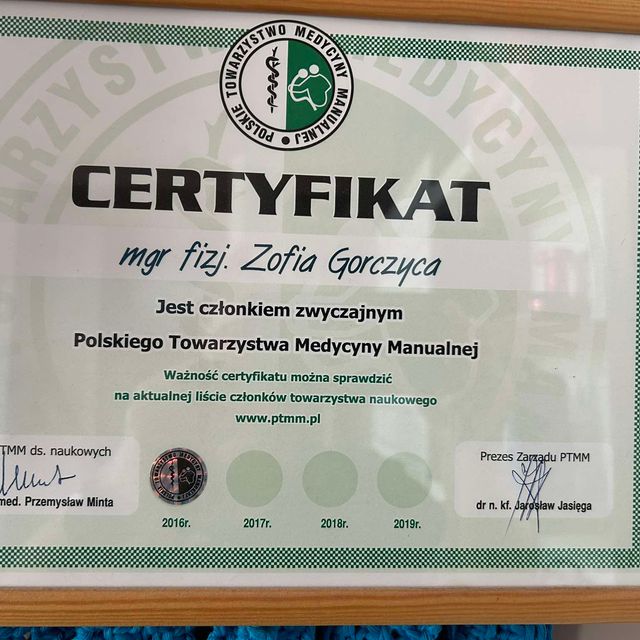 POLSKIE TOWARZYSTWO MEDYCYNY MANUALNEJ
CERTYFIKAT
mgr fizj. Zofia Gorczyca
Jest członkiem zwyczajnym
Polskiego Towarzystwa Medycyny Manualnej
Ważność certyfikatu można sprawdzić
na aktualnej liście członków towarzystwa naukowego
www.ptmm.pl
TMM ds. naukowych
med. Przemysław Minta
2016r.
2017r.
2018r.
2019r.
Prezes Zarządu PTMM
dr n. kf. Jarosław Jasięga